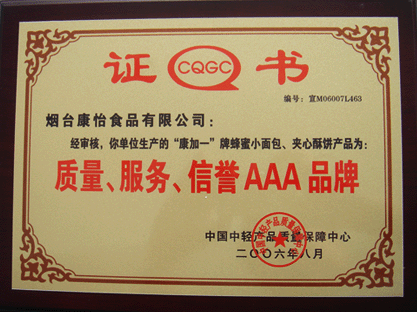 证 CQGC 书
编号：宣M06007L463
烟台康怡食品有限公司：
经审核，你单位生产的“康加一”牌蜂蜜小面包、夹心酥饼产品为：
质量、服务、信誉 AAA 品牌
中国中轻产品质量保障中心
二〇〇六年八月